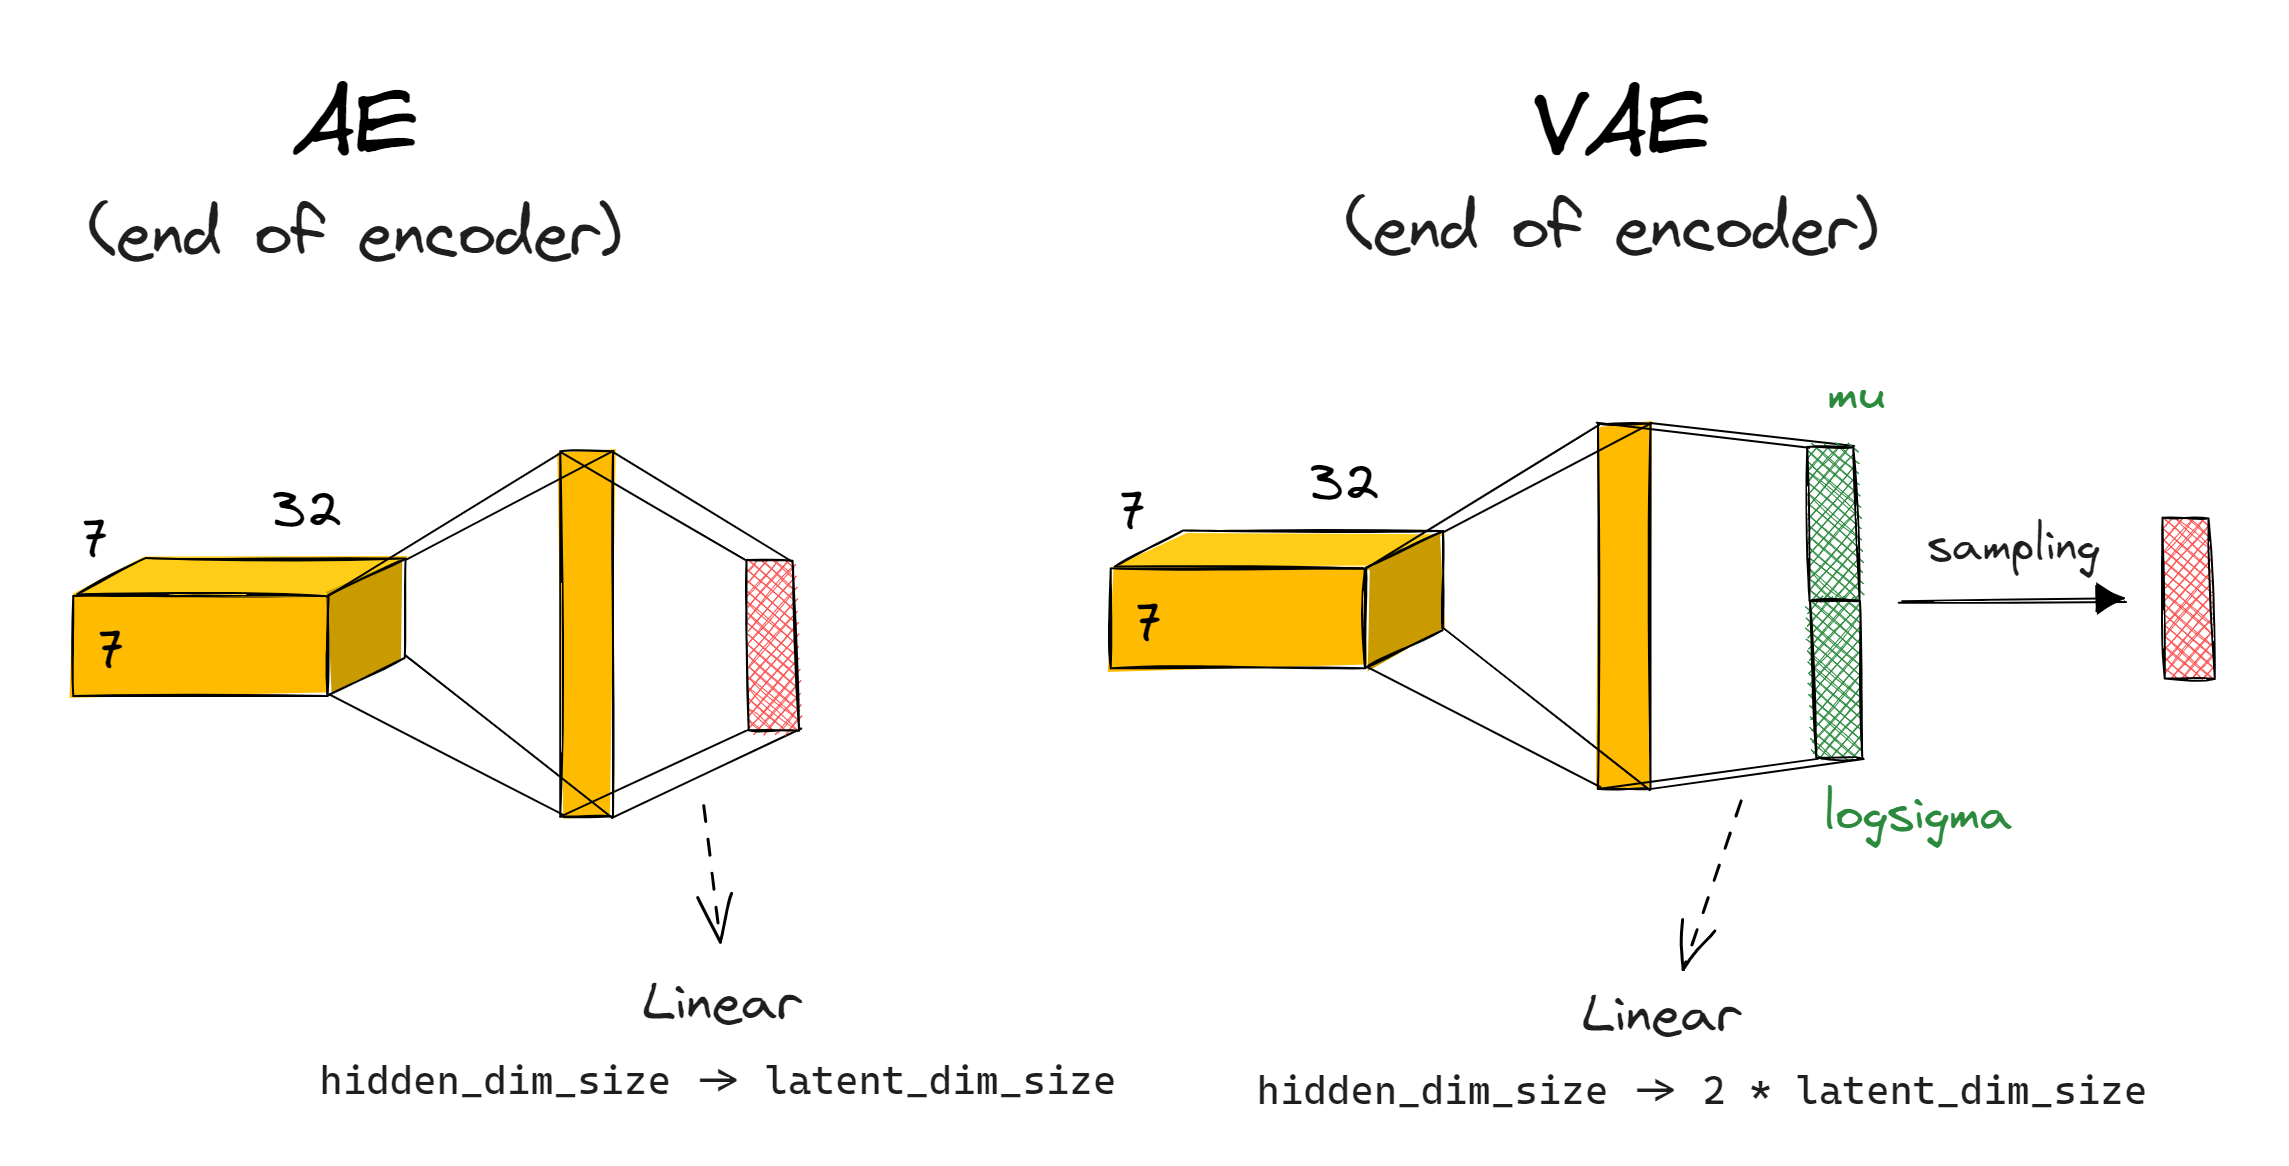 AE
(end of encoder)
7
32
7
Linear
hidden_dim_size → latent_dim_size
VAE
(end of encoder)
mu
7
32
7
sampling
logsigma
Linear
hidden_dim_size → 2 * latent_dim_size